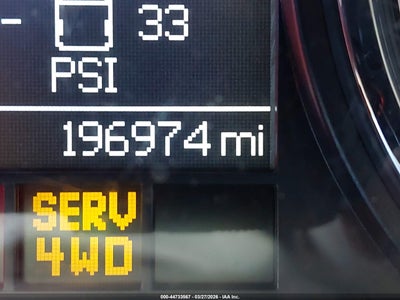 33
PSI
196974 mi
SERV
4WD
000-44733567 - 03/27/2026 - IAA Inc.